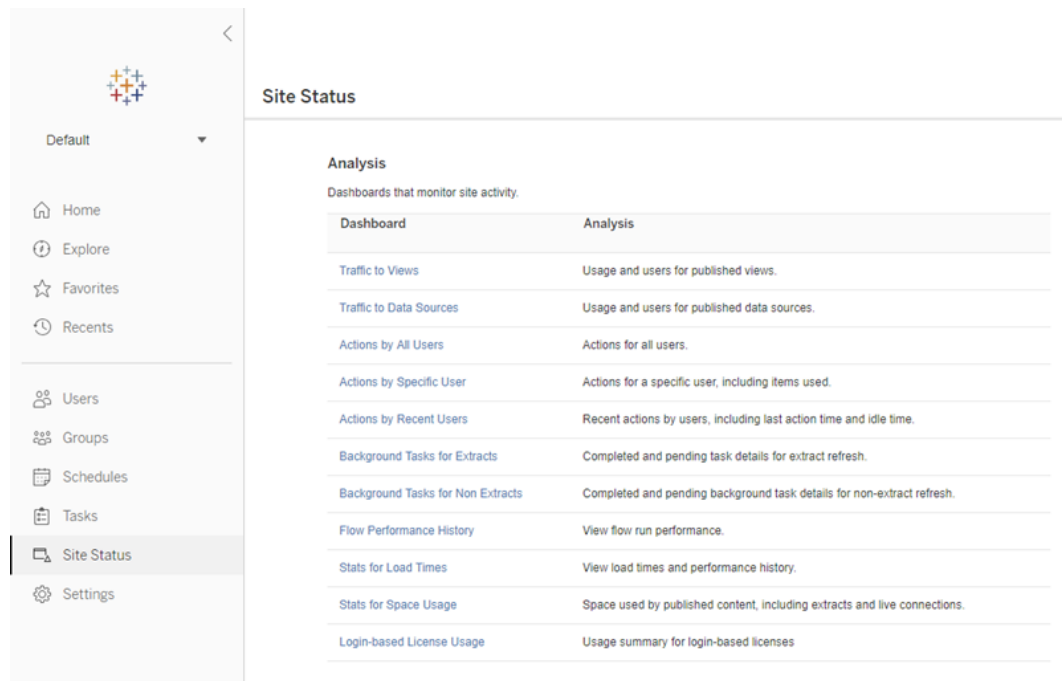 Default
Home
Explore
Favorites
Recents
Users
Groups
Schedules
Tasks
Site Status
Settings
Site Status
Analysis
Dashboards that monitor site activity.
Dashboard Analysis
Traffic to Views Usage and users for published views.
Traffic to Data Sources Usage and users for published data sources.
Actions by All Users Actions for all users.
Actions by Specific User Actions for a specific user, including items used.
Actions by Recent Users Recent actions by users, including last action time and idle time.
Background Tasks for Extracts Completed and pending task details for extract refresh.
Background Tasks for Non Extracts Completed and pending background task details for non-extract refresh.
Flow Performance History View flow run performance.
Stats for Load Times View load times and performance history.
Stats for Space Usage Space used by published content, including extracts and live connections.
Login-based License Usage Usage summary for login-based licenses